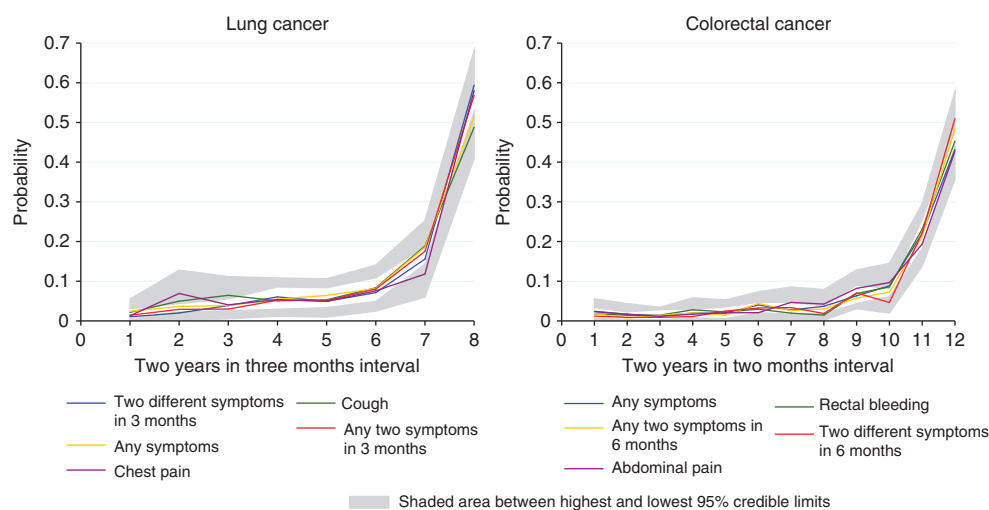 Lung cancer
0.7
0.6
0.5
0.4
0.3
0.2
0.1
0
Probability
0 1 2 3 4 5 6 7 8
Two years in three months interval
Two different symptoms
in 3 months
Any symptoms
Chest pain
Cough
Any two symptoms
in 3 months
Colorectal cancer
0.7
0.6
0.5
0.4
0.3
0.2
0.1
0
Probability
0 1 2 3 4 5 6 7 8 9 10 11 12
Two years in two months interval
Any symptoms
Any two symptoms in
6 months
Abdominal pain
Rectal bleeding
Two different symptoms
in 6 months
Shaded area between highest and lowest 95% credible limits